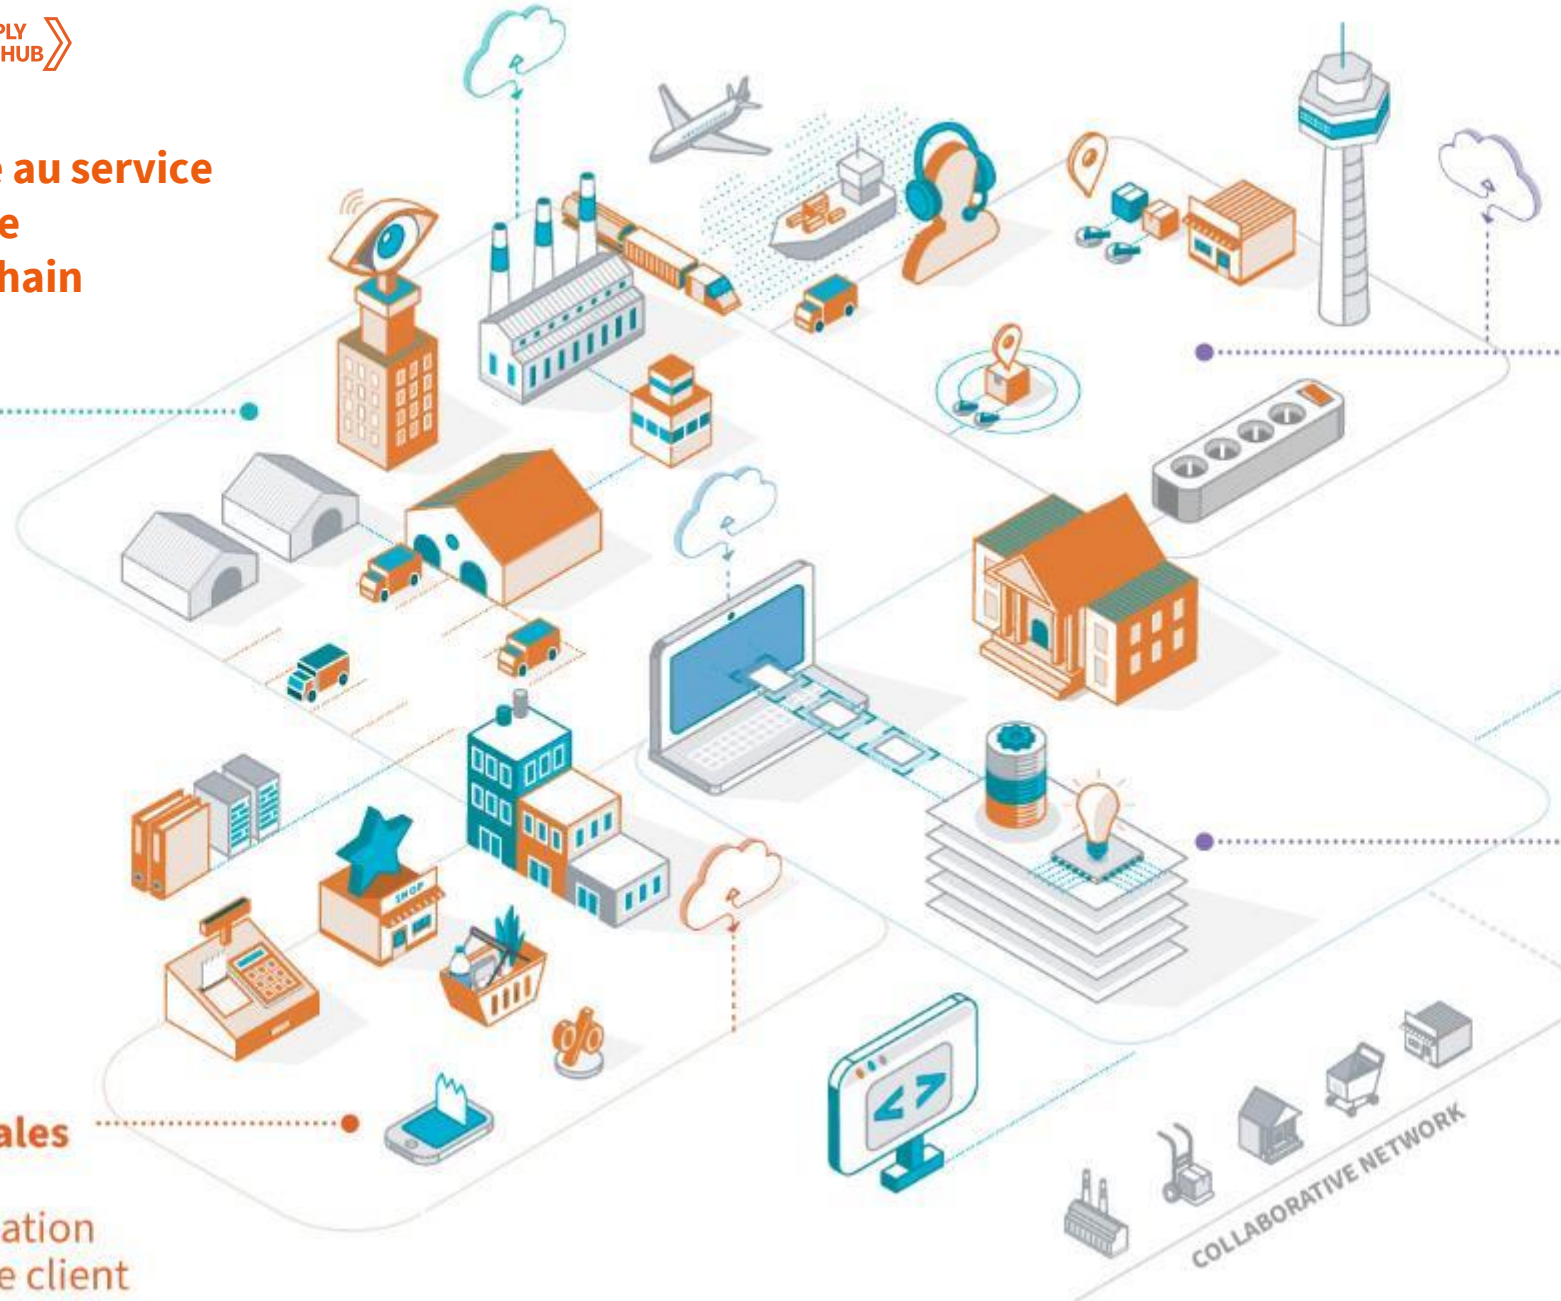 PLY
HUB
e au service
e
hain
SHOP
%
< >
ales
ation
e client
COLLABORATIVE NETWORK